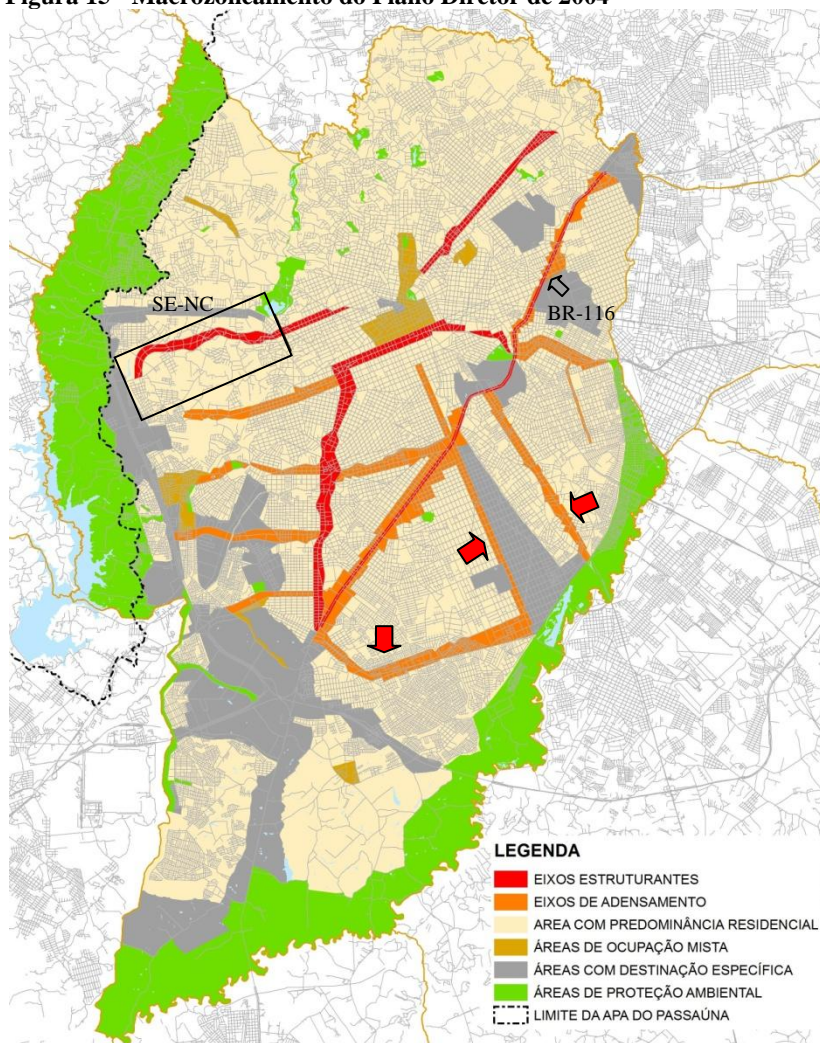 Figura 15 - Macrozoneamento do Plano Diretor de 2004
SE-NC
BR-116
LEGENDA
EIXOS ESTRUTURANTES
EIXOS DE ADENSAMENTO
AREA COM PREDOMINÂNCIA RESIDENCIAL
ÁREAS DE OCUPAÇÃO MISTA
ÁREAS COM DESTINAÇÃO ESPECÍFICA
ÁREAS DE PROTEÇÃO AMBIENTAL
LIMITE DA APA DO PASSAÚNA